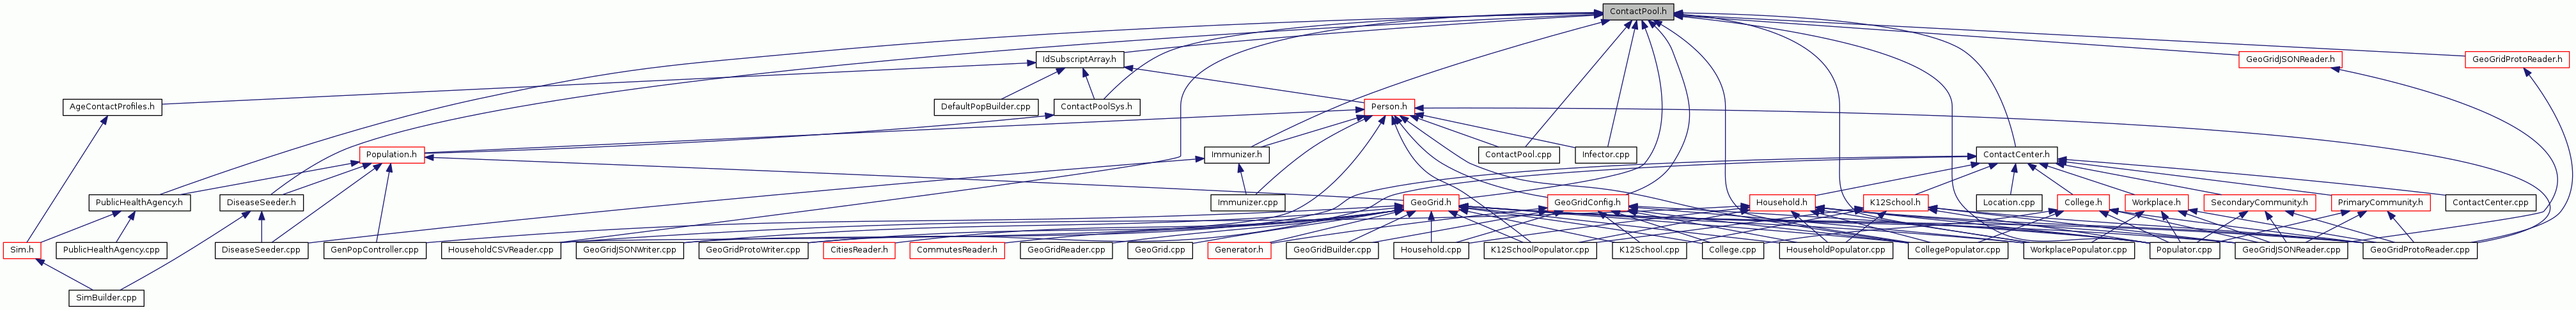 ContactPool.h
IdSubscriptArray.h
GeoGridJSONReader.h
GeoGridProtoReader.h
AgeContactProfiles.h
DefaultPopBuilder.cpp
ContactPoolSys.h
Person.h
Population.h
Immunizer.h
ContactPool.cpp
Infector.cpp
ContactCenter.h
PublicHealthAgency.h
DiseaseSeeder.h
Immunizer.cpp
GeoGrid.h
GeoGridConfig.h
Household.h
K12School.h
Location.cpp
College.h
Workplace.h
SecondaryCommunity.h
PrimaryCommunity.h
ContactCenter.cpp
Sim.h
PublicHealthAgency.cpp
DiseaseSeeder.cpp
GenPopController.cpp
HouseholdCSVReader.cpp
GeoGridJSONWriter.cpp
GeoGridProtoWriter.cpp
CitiesReader.h
CommutesReader.h
GeoGridReader.cpp
GeoGrid.cpp
Generator.h
GeoGridBuilder.cpp
Household.cpp
K12SchoolPopulator.cpp
K12School.cpp
College.cpp
HouseholdPopulator.cpp
CollegePopulator.cpp
WorkplacePopulator.cpp
Populator.cpp
GeoGridJSONReader.cpp
GeoGridProtoReader.cpp
SimBuilder.cpp